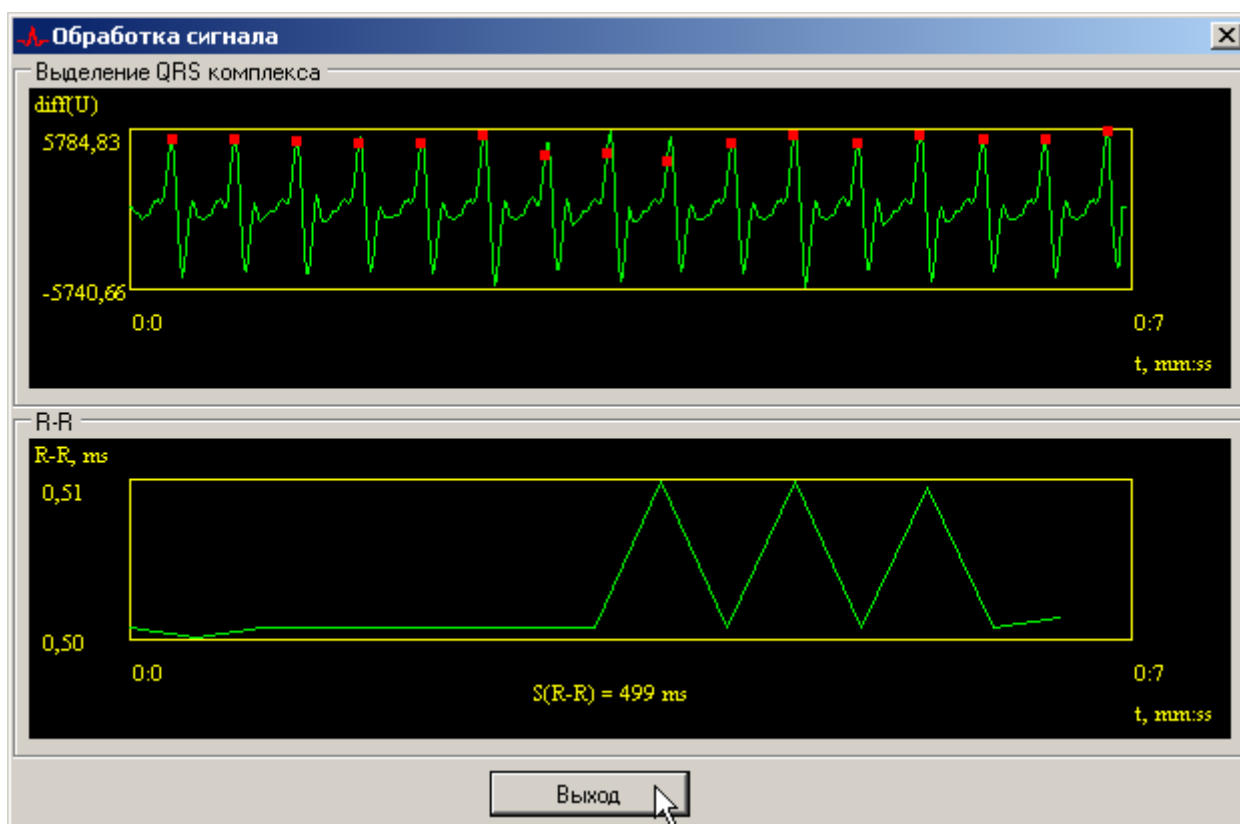 Обработка сигнала
Выделение QRS комплекса
diff(U)
5784,83
-5740,66
0:0
0:7
t, mm:ss
R-R
R-R, ms
0,51
0,50
0:0
0:7
S(R-R) = 499 ms
t, mm:ss
Выход